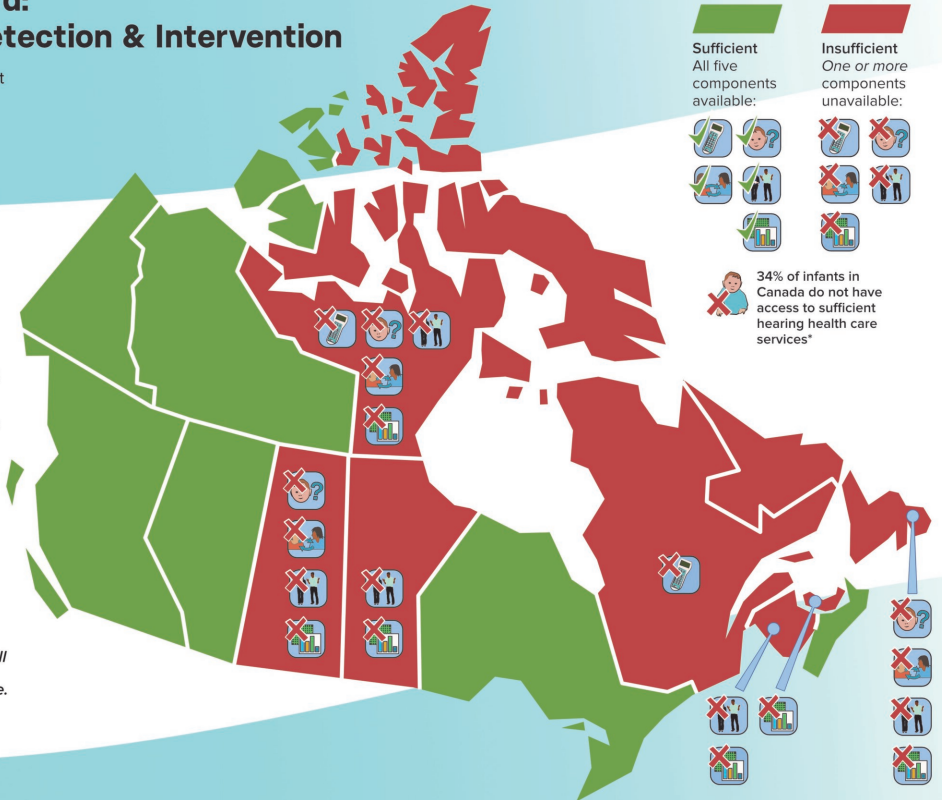 d:
etection & Intervention
t
Sufficient
All five
components
available:
Insufficient
One or more
components
unavailable:
34% of infants in
Canada do not have
access to sufficient
hearing health care
services*
ll
e.